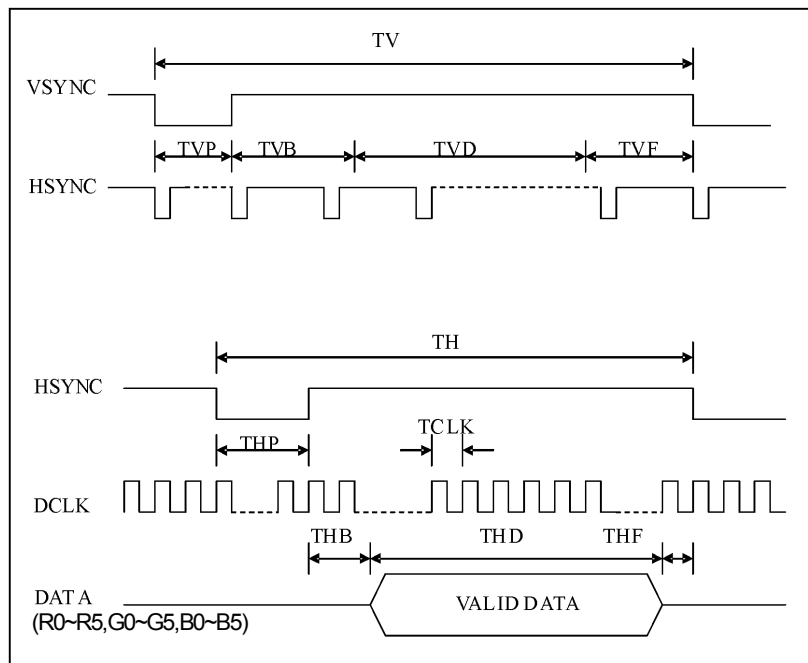 TV
VSYNC
TVP TVB TVD TVF
HSYNC
TH
HSYNC
THP TCLK
DCLK
THB THD THF
DATA VALID DATA
(R0~R5,G0~G5,B0~B5)